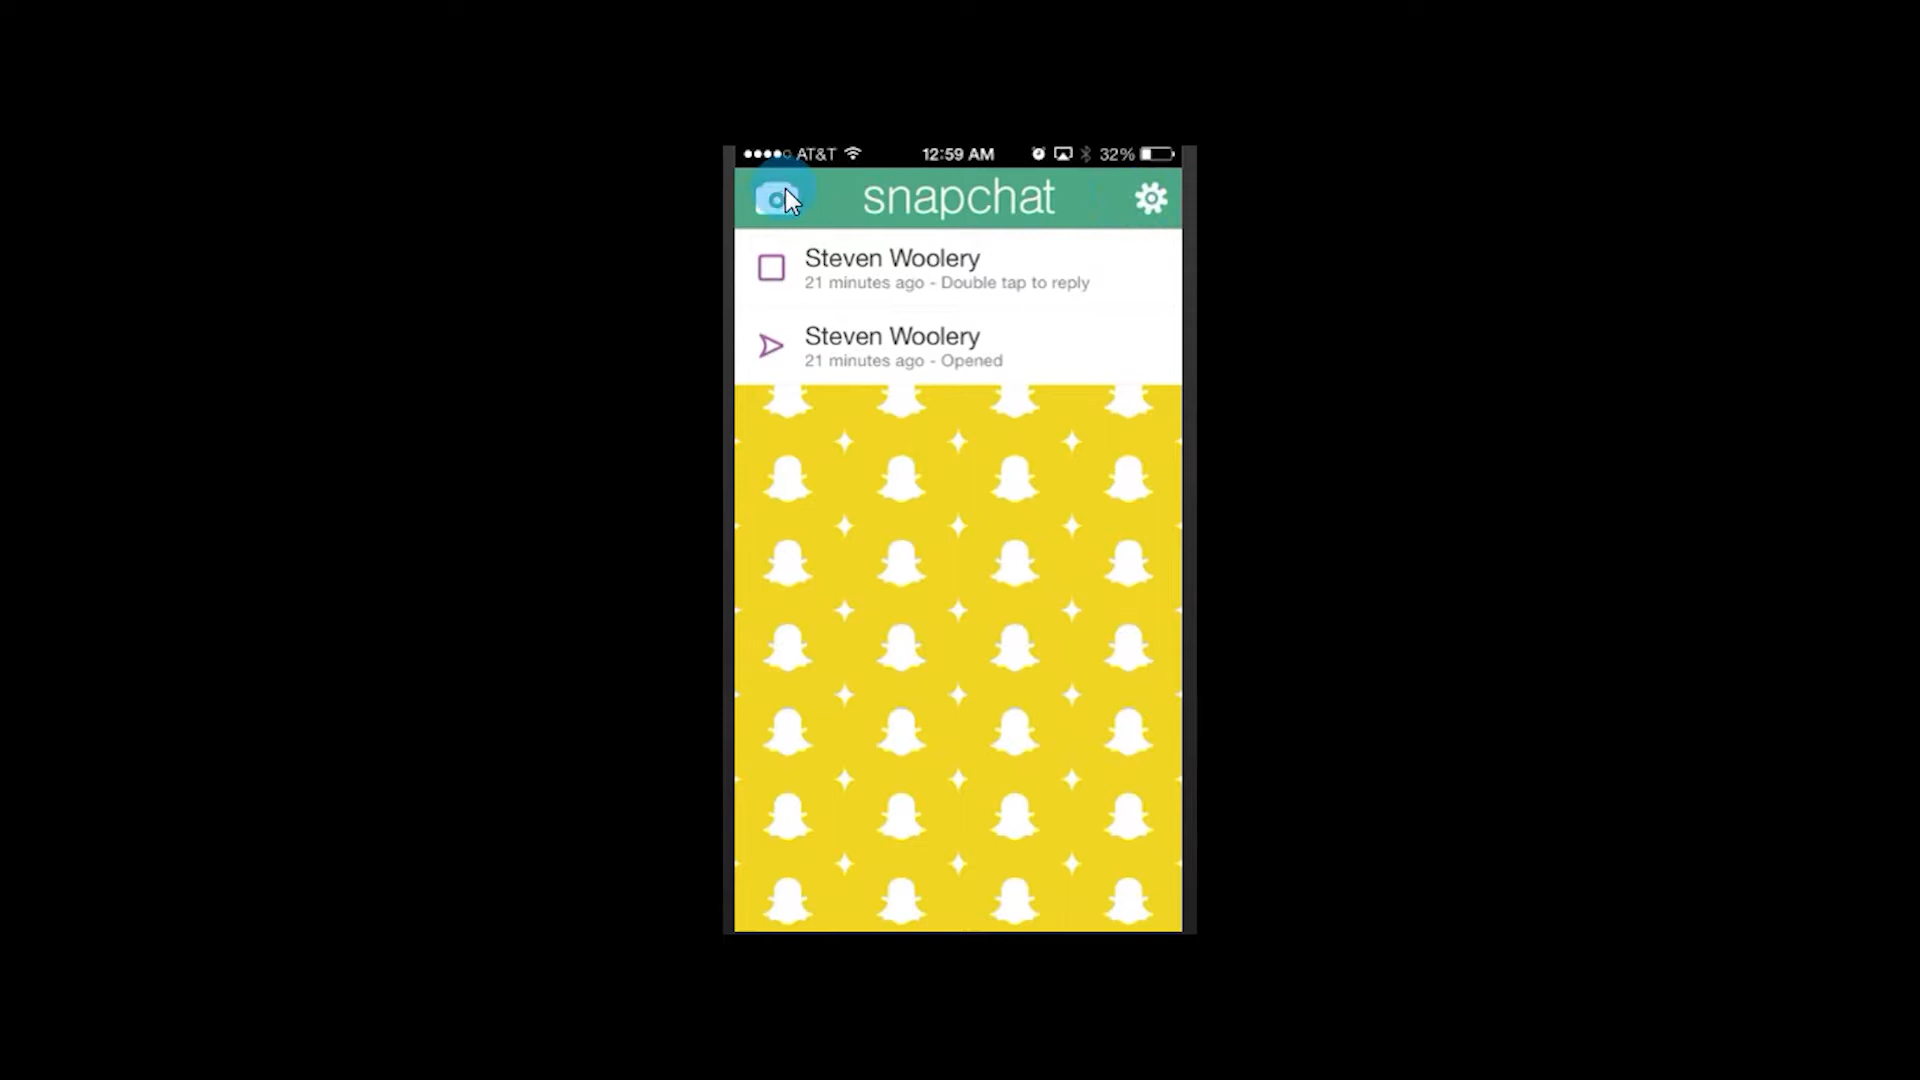 AT&T 12:59 AM 32%
snapchat
Steven Woolery
21 minutes ago - Double tap to reply
Steven Woolery
21 minutes ago - Opened